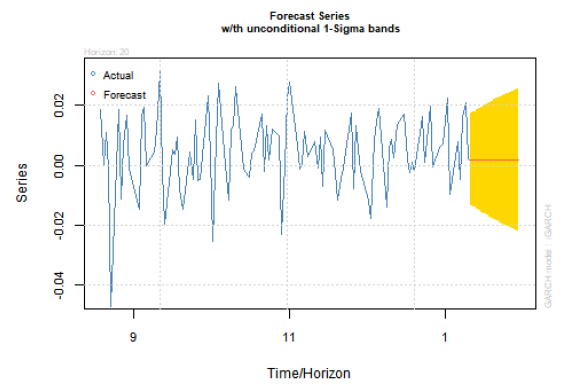 Forecast Series
w/th unconditional 1-Sigma bands
Horizon: 20
Actual
Forecast
0.02
0.00
-0.02
-0.04
Series
GARCH model : iGARCH
9
11
1
Time/Horizon